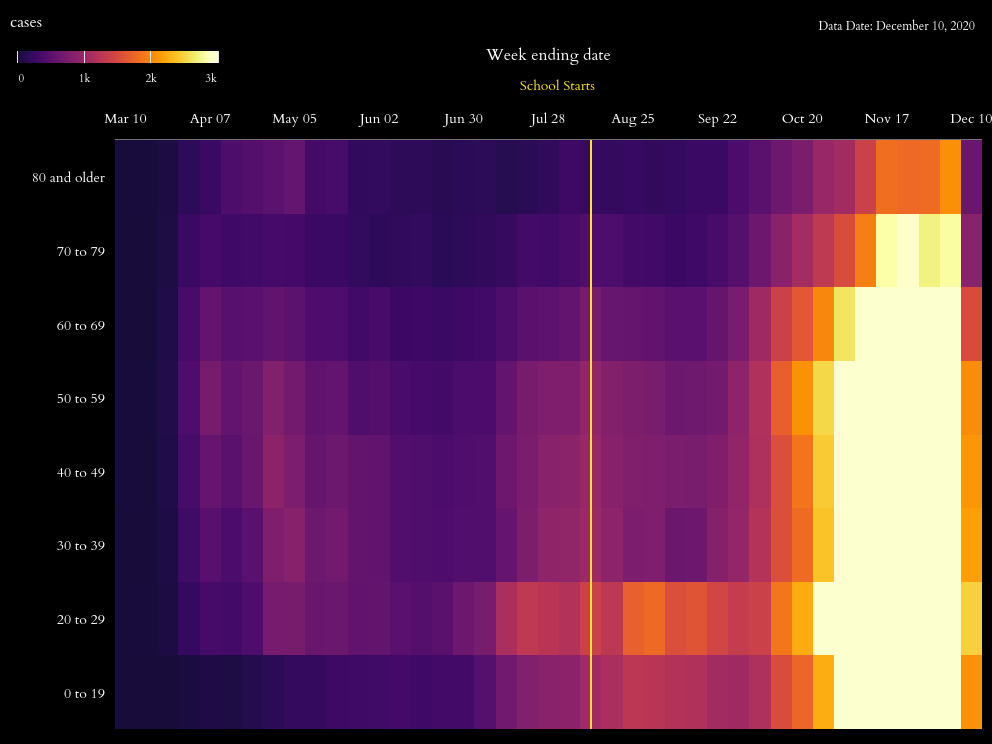 cases
Data Date: December 10, 2020
0 1k 2k 3k
Week ending date
School Starts
Mar 10 Apr 07 May 05 Jun 02 Jun 30 Jul 28 Aug 25 Sep 22 Oct 20 Nov 17 Dec 10
80 and older
70 to 79
60 to 69
50 to 59
40 to 49
30 to 39
20 to 29
0 to 19